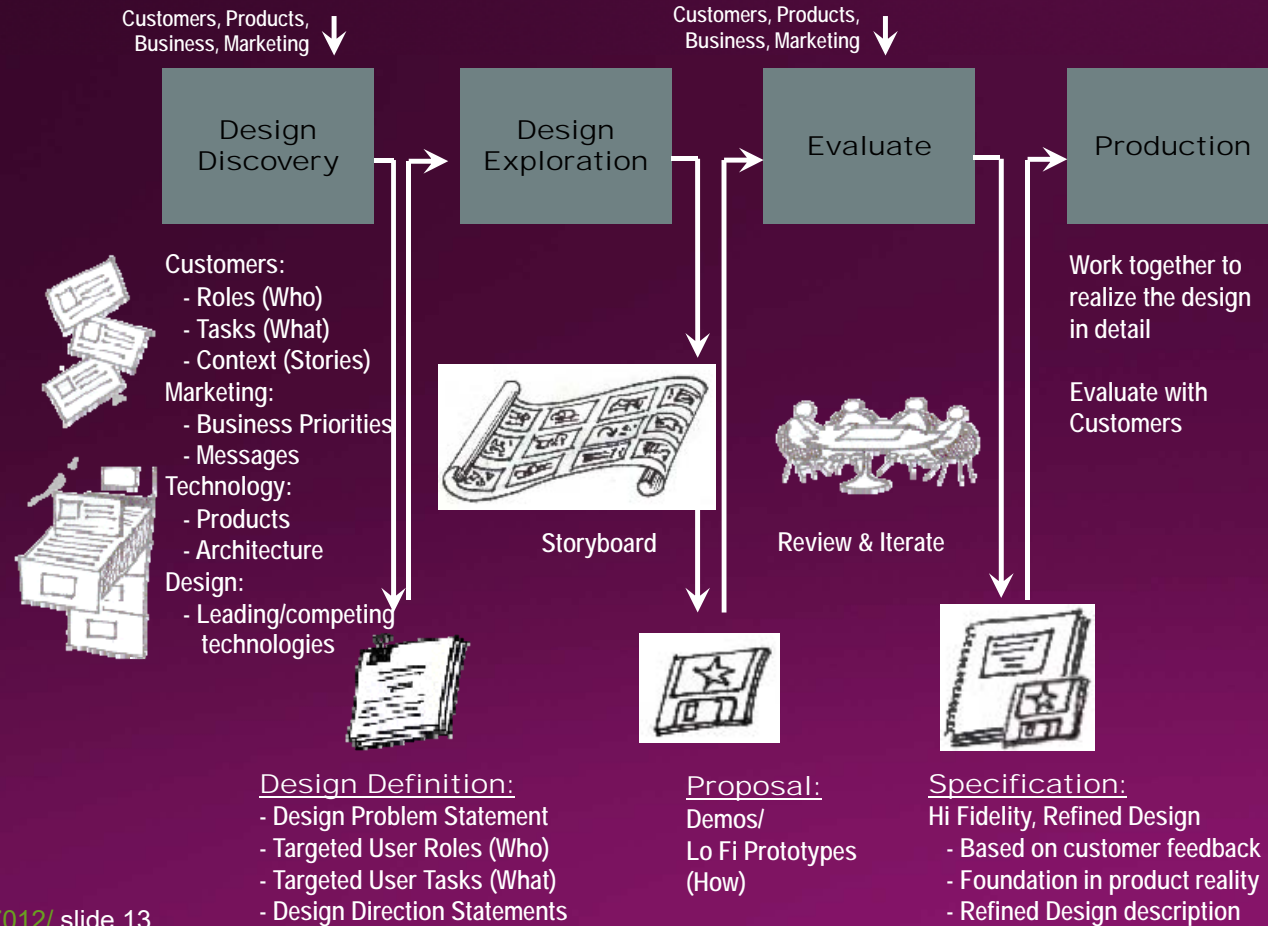 Customers, Products,
Business, Marketing
Customers, Products,
Business, Marketing
Design
Discovery
Design
Exploration
Evaluate
Production
Customers:
- Roles (Who)
- Tasks (What)
- Context (Stories)
Marketing:
- Business Priorities
- Messages
Technology:
- Products
- Architecture
Design:
- Leading/competing
technologies
Storyboard
Review & Iterate
Work together to
realize the design
in detail
Evaluate with
Customers
Design Definition:
- Design Problem Statement
- Targeted User Roles (Who)
- Targeted User Tasks (What)
- Design Direction Statements
Proposal:
Demos/
Lo Fi Prototypes
(How)
Specification:
Hi Fidelity, Refined Design
- Based on customer feedback
- Foundation in product reality
- Refined Design description
012/ slide 13